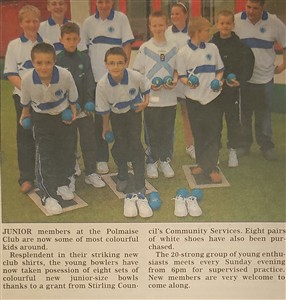 JUNIOR members at the Polmaise
Club are now some of most colourful
kids around.
Resplendent in their striking new
club shirts, the young bowlers have
now taken posession of eight sets of
colourful new junior-size bowls
thanks to a grant from Stirling Coun-
cil's Community Services. Eight pairs
of white shoes have also been pur-
chased.
The 20-strong group of young enthu-
siasts meets every Sunday evening
from 6pm for supervised practice.
New members are very welcome to
come along.